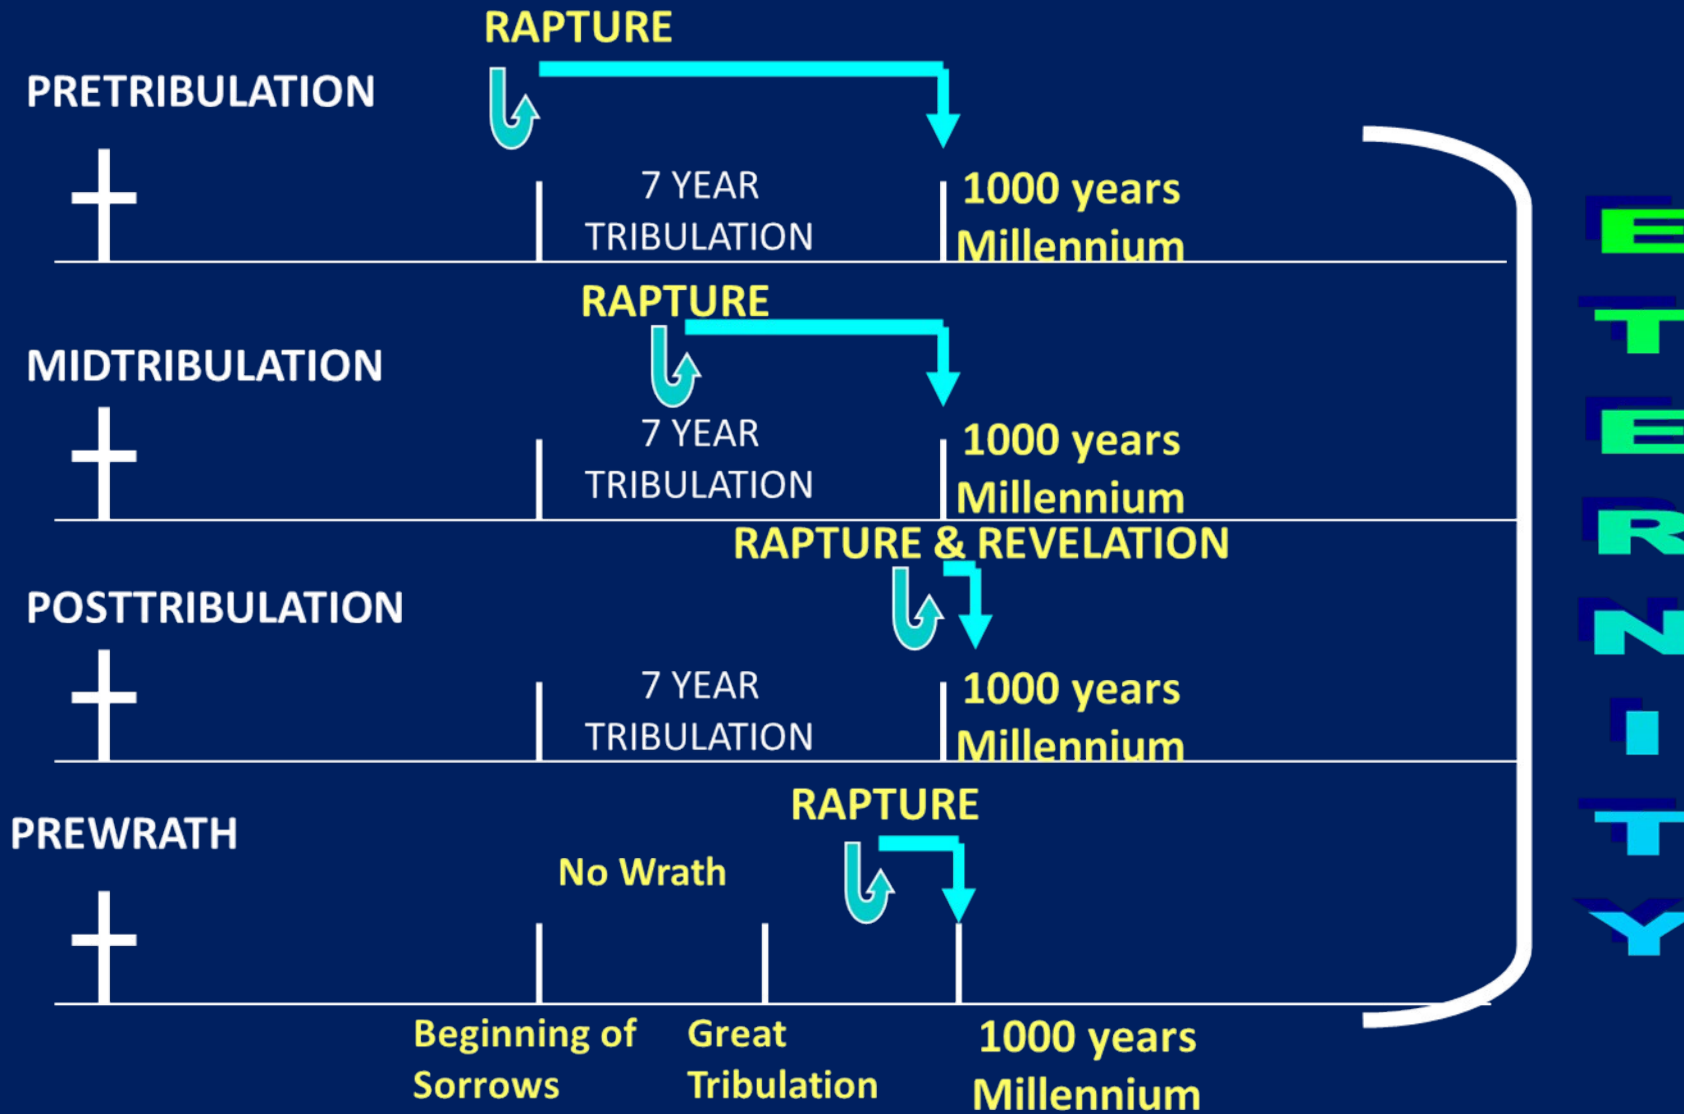 RAPTURE
PRETRIBULATION
7 YEAR
TRIBULATION
1000 years
Millennium
RAPTURE
MIDTRIBULATION
7 YEAR
TRIBULATION
1000 years
Millennium
RAPTURE & REVELATION
POSTTRIBULATION
7 YEAR
TRIBULATION
1000 years
Millennium
RAPTURE
PREWRATH
No Wrath
Beginning of
Sorrows
Great
Tribulation
1000 years
Millennium
ETERNITY